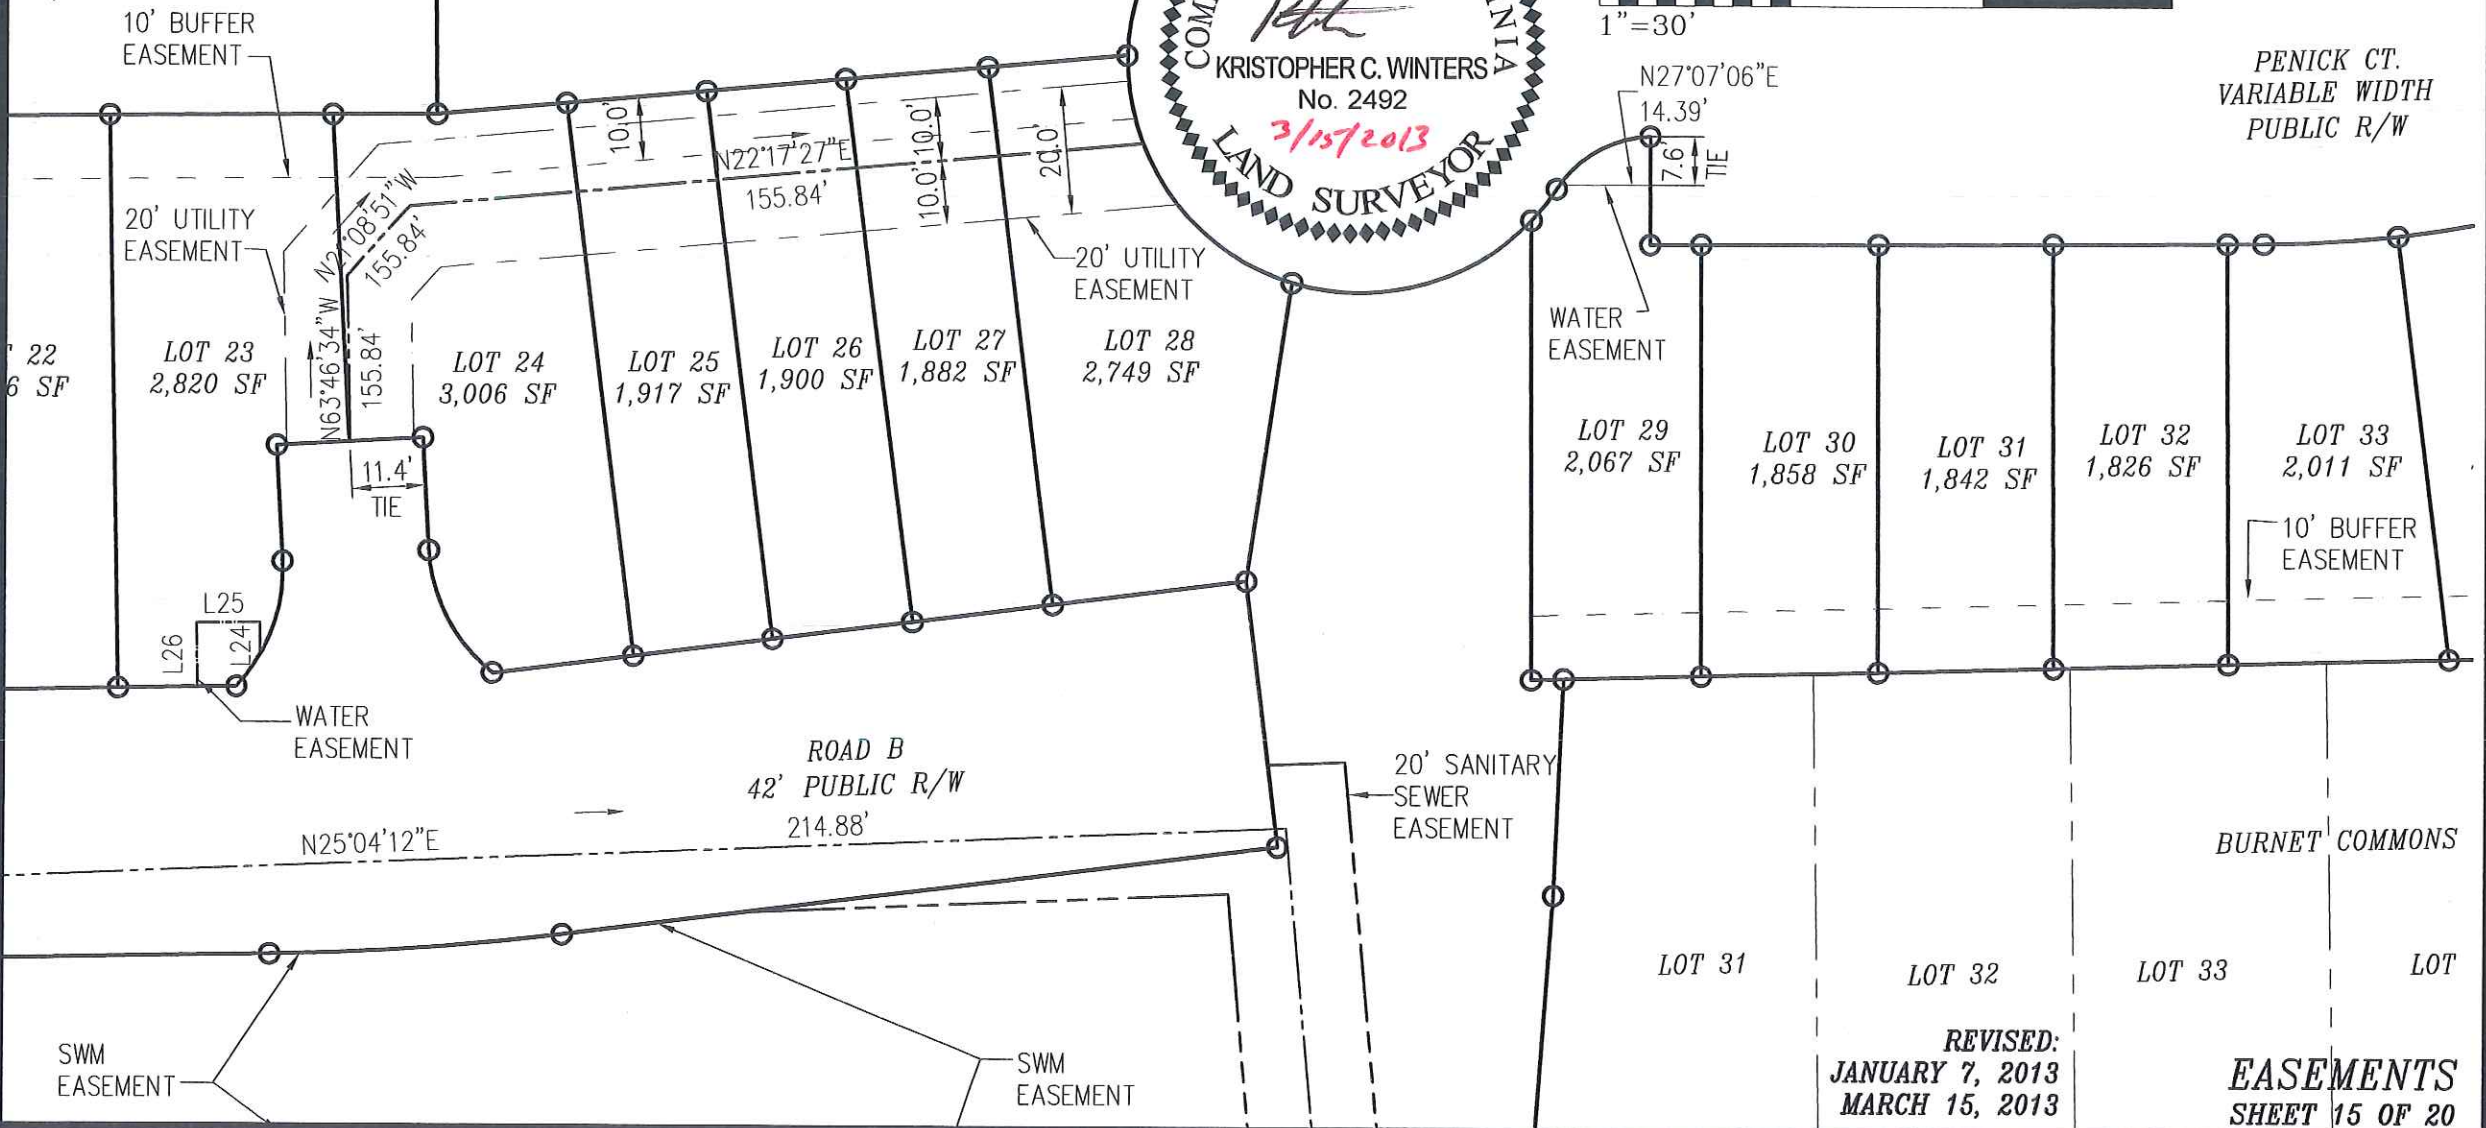 10' BUFFER
EASEMENT
KRISTOPHER C. WINTERS
No. 2492
3/15/2013
LAND SURVEYOR
1"=30'
N27°07'06"E
14.39'
7.6'
TIE
PENICK CT.
VARIABLE WIDTH
PUBLIC R/W
20' UTILITY
EASEMENT
155.84'
N63°46'34"W
155.84'
10.0'
N22°17'27"E
155.84'
10.0'
10.0'
20.0'
20' UTILITY
EASEMENT
WATER
EASEMENT
22
6 SF
LOT 23
2,820 SF
LOT 24
3,006 SF
LOT 25
1,917 SF
LOT 26
1,900 SF
LOT 27
1,882 SF
LOT 28
2,749 SF
LOT 29
2,067 SF
LOT 30
1,858 SF
LOT 31
1,842 SF
LOT 32
1,826 SF
LOT 33
2,011 SF
11.4'
TIE
10' BUFFER
EASEMENT
L25
L26
L24
WATER
EASEMENT
ROAD B
42' PUBLIC R/W
N25°04'12"E
214.88'
20' SANITARY
SEWER
EASEMENT
BURNET COMMONS
LOT 31
LOT 32
LOT 33
LOT
SWM
EASEMENT
SWM
EASEMENT
REVISED:
JANUARY 7, 2013
MARCH 15, 2013
EASEMENTS
SHEET 15 OF 20